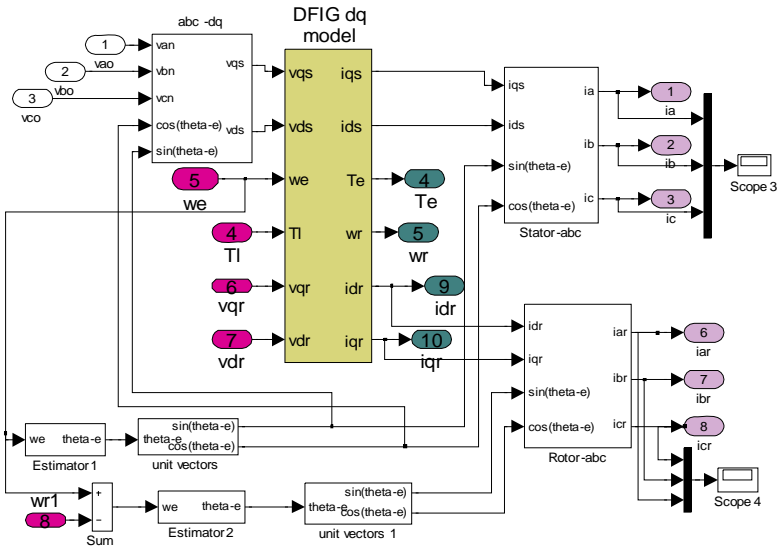 abc -dq
DFIG dq
model
1
van
vao
2
vbn
vqs
vbo
3
vcn
vco
cos(theta-e)
vds
sin(theta-e)
vqs
iqs
vds
ids
5
we
we
Te
4
Te
4
Tl
Tl
wr
5
wr
6
vqr
vqr
idr
9
idr
7
vdr
vdr
iqr
10
iqr
iqs
ia
ids
ib
sin(theta-e)
cos(theta-e)
ic
Stator-abc
1
ia
2
ib
3
ic
Scope 3
idr
iar
iqr
ibr
sin(theta-e)
cos(theta-e)
icr
Rotor-abc
6
iar
7
ibr
8
icr
Scope 4
we
theta-e
Estimator 1
theta-e
sin(theta-e)
cos(theta-e)
unit vectors
wr1
8
+
−
Sum
we
theta-e
Estimator 2
theta-e
sin(theta-e)
cos(theta-e)
unit vectors 1